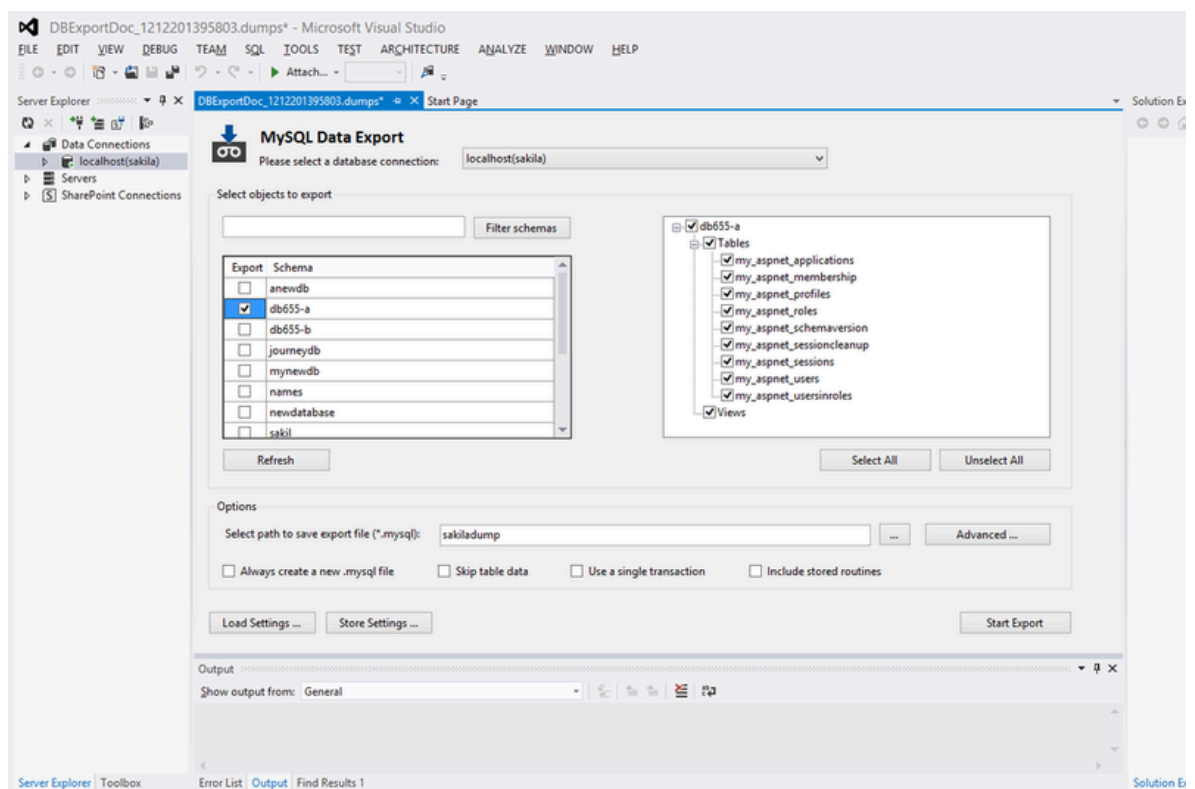 DBExportDoc_1212201395803.dumps* - Microsoft Visual Studio
FILE EDIT VIEW DEBUG TEAM SQL TOOLS TEST ARCHITECTURE ANALYZE WINDOW HELP
Attach...
Server Explorer
DBExportDoc_1212201395803.dumps* Start Page
Solution Ex
Data Connections
localhost(sakila)
Servers
SharePoint Connections
MySQL Data Export
Please select a database connection: localhost(sakila)
Select objects to export
Filter schemas
Export Schema
anewdb
db655-a
db655-b
journeydb
mynewdb
names
newdatabase
sakil
Refresh
db655-a
Tables
my_aspnet_applications
my_aspnet_membership
my_aspnet_profiles
my_aspnet_roles
my_aspnet_schemaversion
my_aspnet_sessioncleanup
my_aspnet_sessions
my_aspnet_users
my_aspnet_usersinroles
Views
Select All Unselect All
Options
Select path to save export file (*.mysql): sakiladump ... Advanced ...
Always create a new .mysql file Skip table data Use a single transaction Include stored routines
Load Settings ... Store Settings ... Start Export
Output
Show output from: General
Server Explorer Toolbox Error List Output Find Results 1 Solution Ex